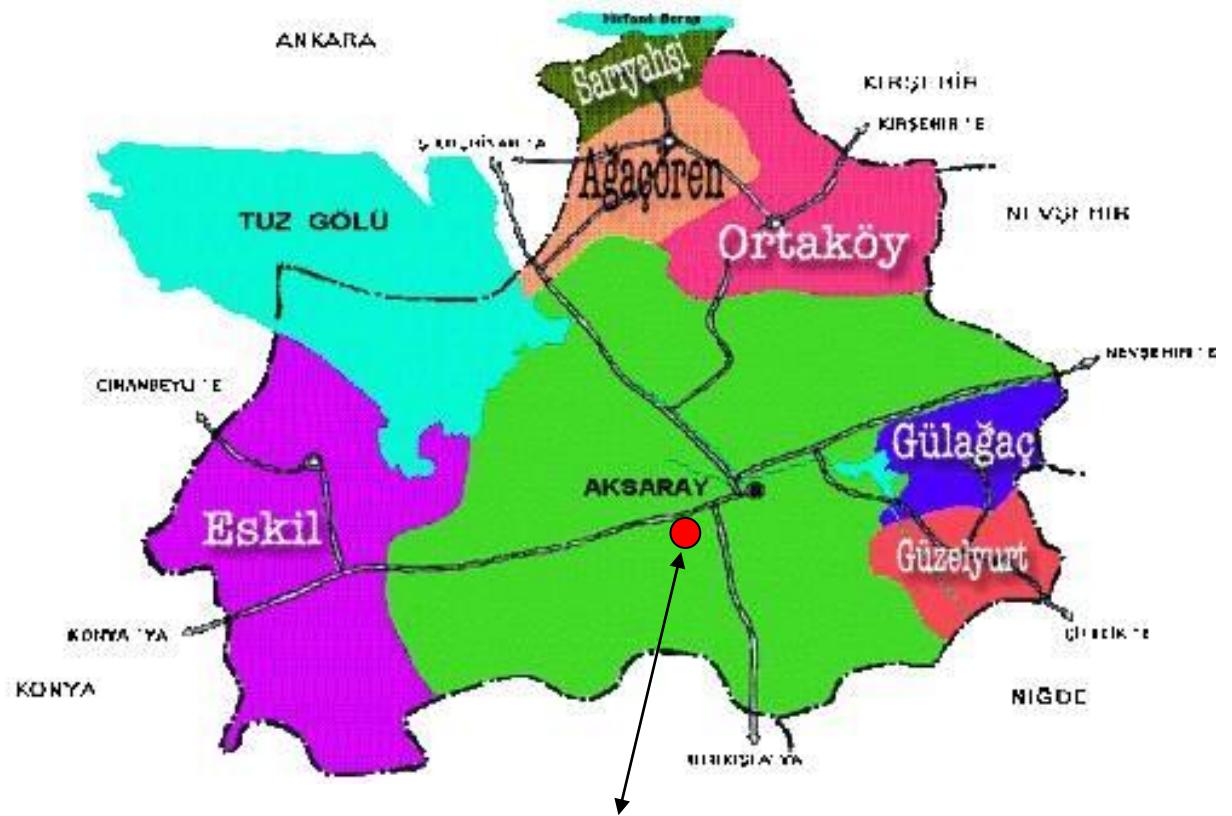 ANKARA
Sarıyahşi
KIRŞEHİR
KIRŞEHİR 'E
Ağaçören
TUZ GÖLÜ
NEVŞEHİR
Ortaköy
NEVŞEHİR 'E
CİHANBEYLİ 'E
Gülağaç
AKSARAY
Eskil
Güzelyurt
KONYA 'YA
KONYA
NİĞDE